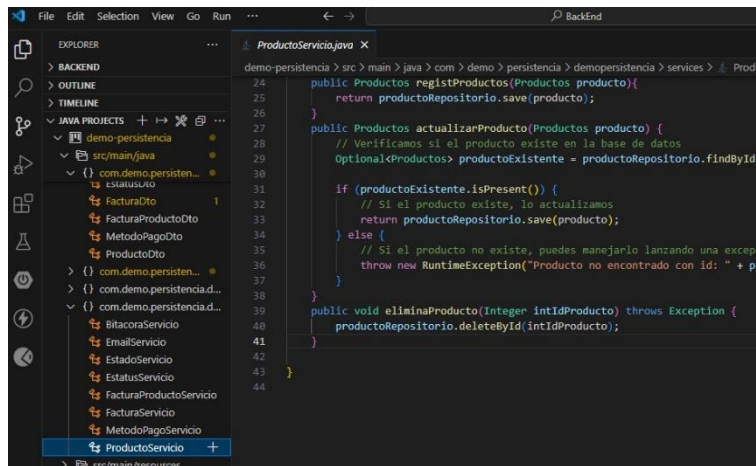 File Edit Selection View Go Run ··· ← → BackEnd
EXPLORER ···
> BACKEND
> OUTLINE
> TIMELINE
JAVA PROJECTS
demo-persistencia
src/main/java
{} com.demo.persisten...
EstatusDto
FacturaDto 1
FacturaProductoDto
MetodoPagoDto
ProductoDto
> {} com.demo.persisten...
> {} com.demo.persistencia.d...
{} com.demo.persistencia.d...
BitacoraServicio
EmailServicio
EstadoServicio
EstatusServicio
FacturaProductoServicio
FacturaServicio
MetodoPagoServicio
ProductoServicio +
> src/main/resources
ProductoServicio.java X
demo-persistencia > src > main > java > com > demo > persistencia > demopersistencia > services > Prod
24 public Productos registProductos(Productos producto){
25 return productoRepositorio.save(producto);
26 }
27 public Productos actualizarProducto(Productos producto) {
28 // Verificamos si el producto existe en la base de datos
29 Optional<Productos> productoExistente = productoRepositorio.findById
30
31 if (productoExistente.isPresent()) {
32 // Si el producto existe, lo actualizamos
33 return productoRepositorio.save(producto);
34 } else {
35 // Si el producto no existe, puedes manejarlo lanzando una excep
36 throw new RuntimeException("Producto no encontrado con id: " + p
37 }
38 }
39 public void eliminaProducto(Integer intIdProducto) throws Exception {
40 productoRepositorio.deleteById(intIdProducto);
41 }
42
43 }
44